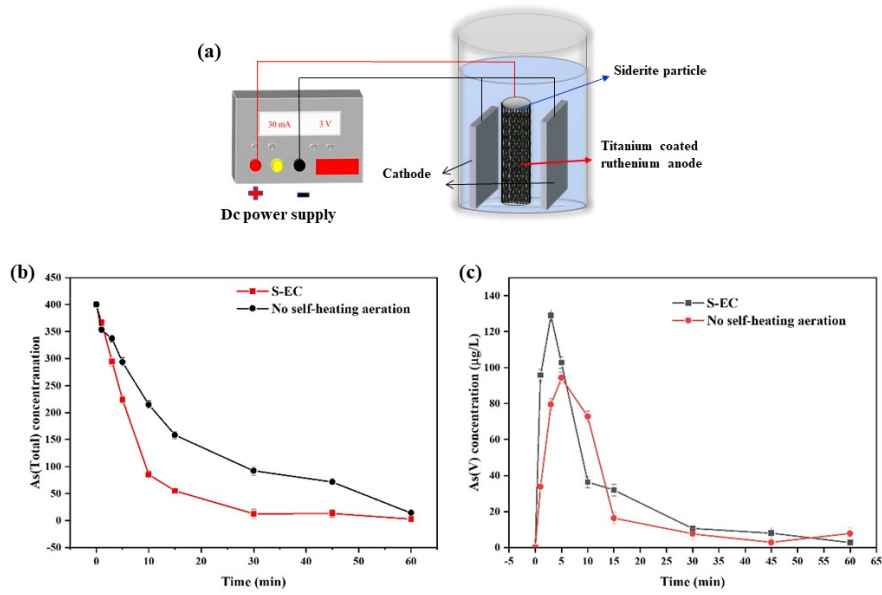 (a)
Siderite particle
30 mA 3 V
Titanium coated
ruthenium anode
Cathode
+ -
Dc power supply
(b)
S-EC
No self-heating aeration
As(Total) concentranation
450
400
350
300
250
200
150
100
50
0
-50
0 10 20 30 40 50 60
Time (min)
(c)
S-EC
No self-heating aeration
As(V) concentration (µg/L)
140
120
100
80
60
40
20
0
-5 0 5 10 15 20 25 30 35 40 45 50 55 60 65
Time (min)